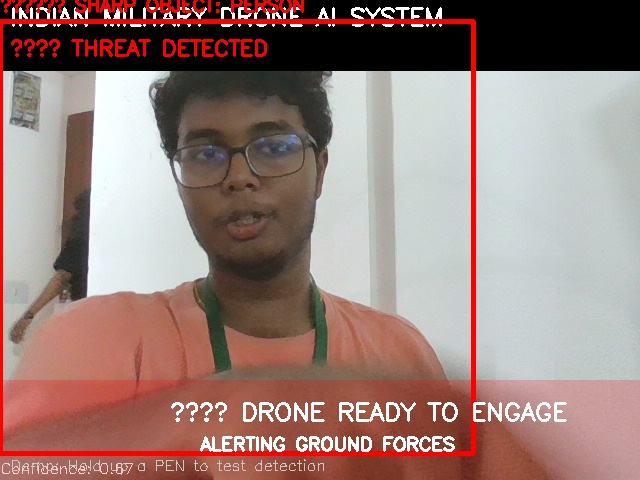 ?????? SHARP OBJECT: PERSON
INDIAN MILITARY DRONE AI SYSTEM
???? THREAT DETECTED
???? DRONE READY TO ENGAGE
ALERTING GROUND FORCES
Demo: Hold up a PEN to test detection
Confidence: 0.67